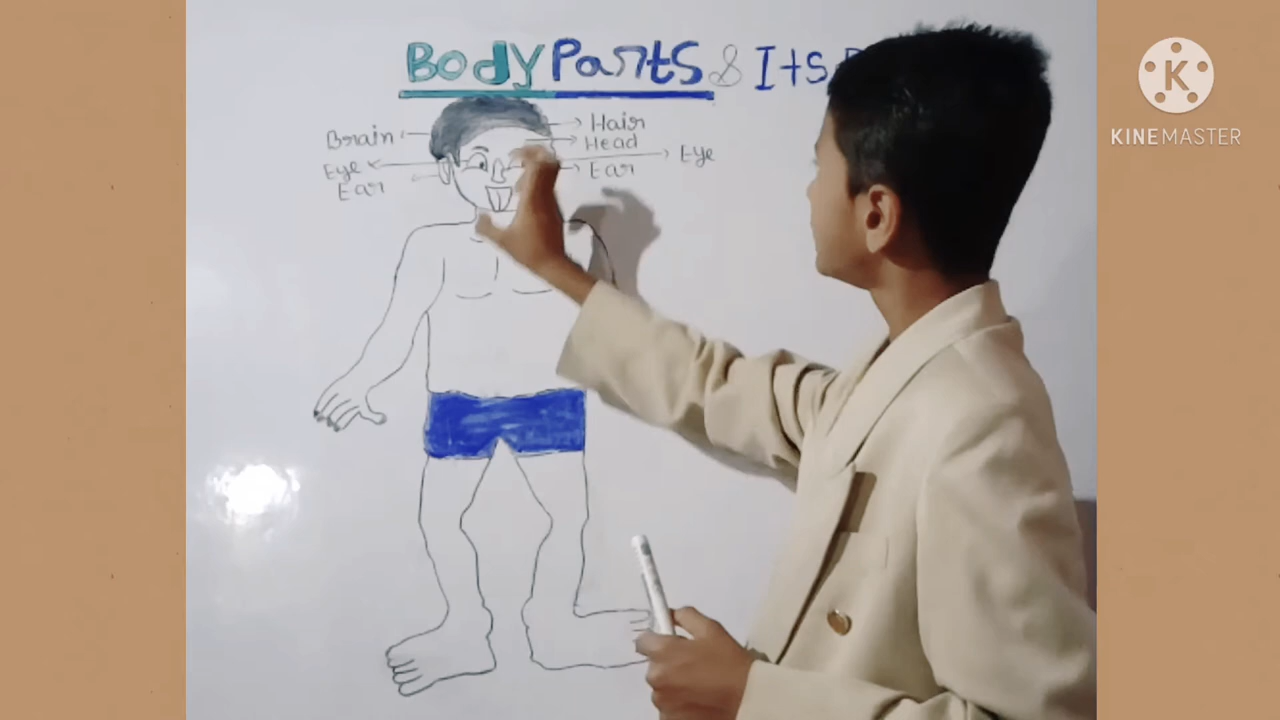 Body Parts & Its
Brain
Hair
Head
Eye
Eye
Ear
Ear
KINEMASTER